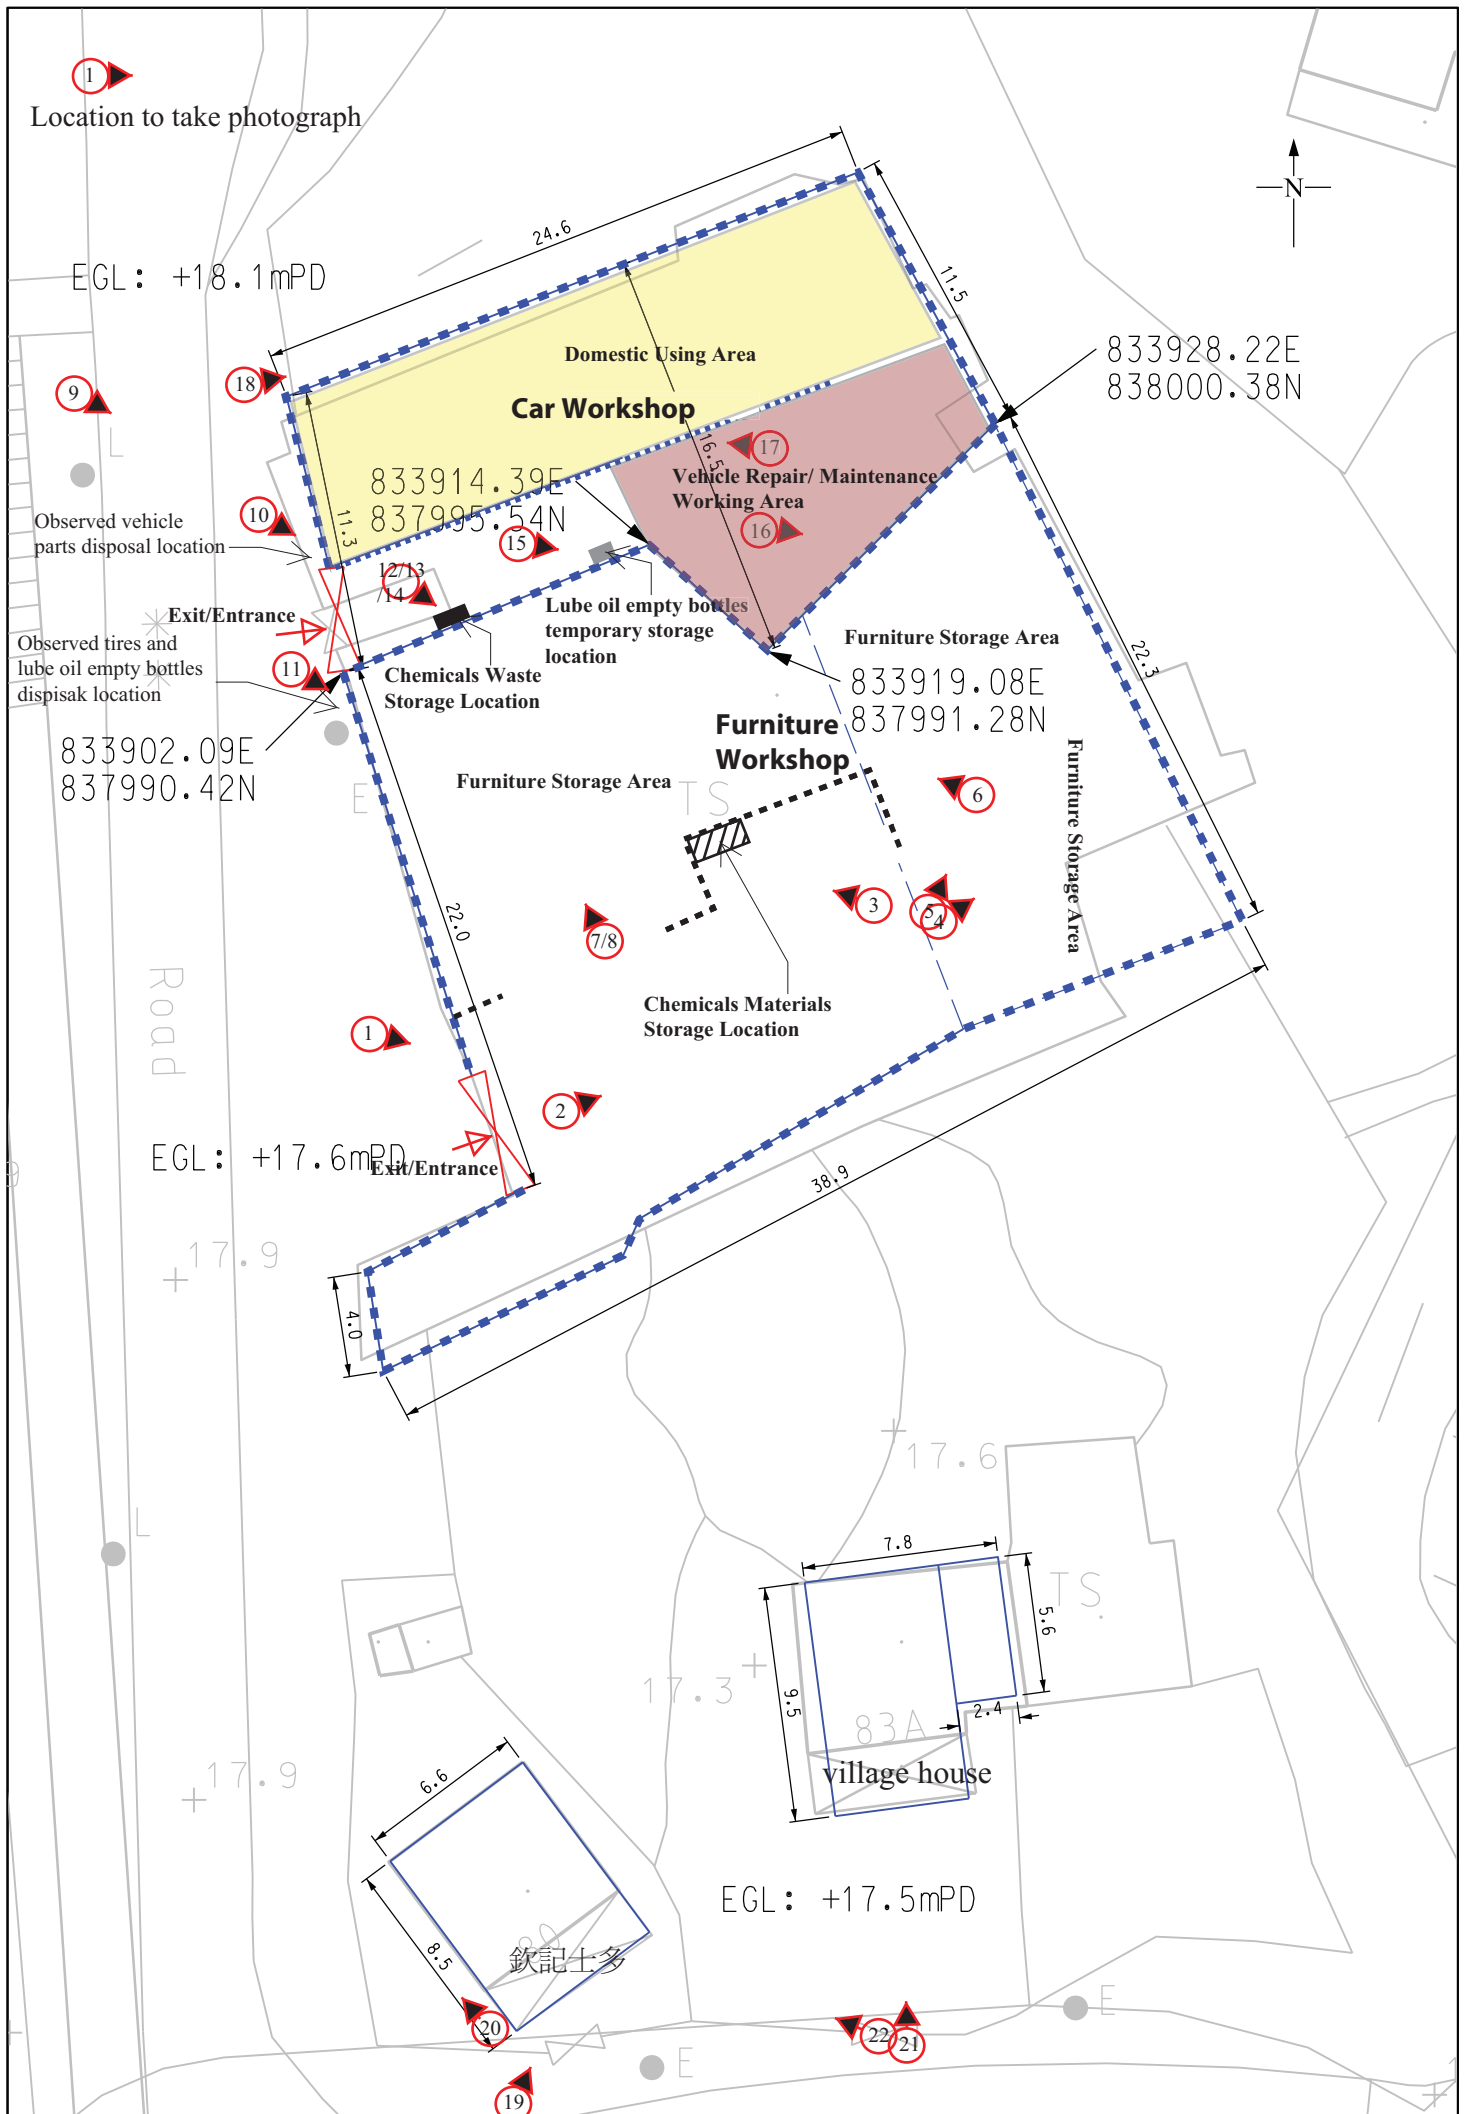 1
Location to take photograph
N
24.6
11.5
EGL: +18.1mPD
833928.22E
838000.38N
Domestic Using Area
18
9
Car Workshop
L
16.5
17
833914.39E
837995.54N
Vehicle Repair/ Maintenance
Working Area
10
11.3
Observed vehicle
parts disposal location
15
16
12/13
/14
Exit/Entrance
Lube oil empty bottles
temporary storage
location
Furniture Storage Area
22.3
Observed tires and
lube oil empty bottles
dispisak location
11
Chemicals Waste
Storage Location
833919.08E
837991.28N
833902.09E
837990.42N
Furniture
Workshop
Furniture Storage Area
E
TS
6
Furniture Storage Area
3
5
4
22.0
7/8
Road
Chemicals Materials
Storage Location
1
2
EGL: +17.6mPD
Exit/Entrance
9
38.9
17.9
4.0
17.6
L
7.8
5.6
TS
17.3
9.5
2.4
83A
village house
17.9
6.6
8.5
EGL: +17.5mPD
80
欽記士多
20
22
21
E
E
19
1